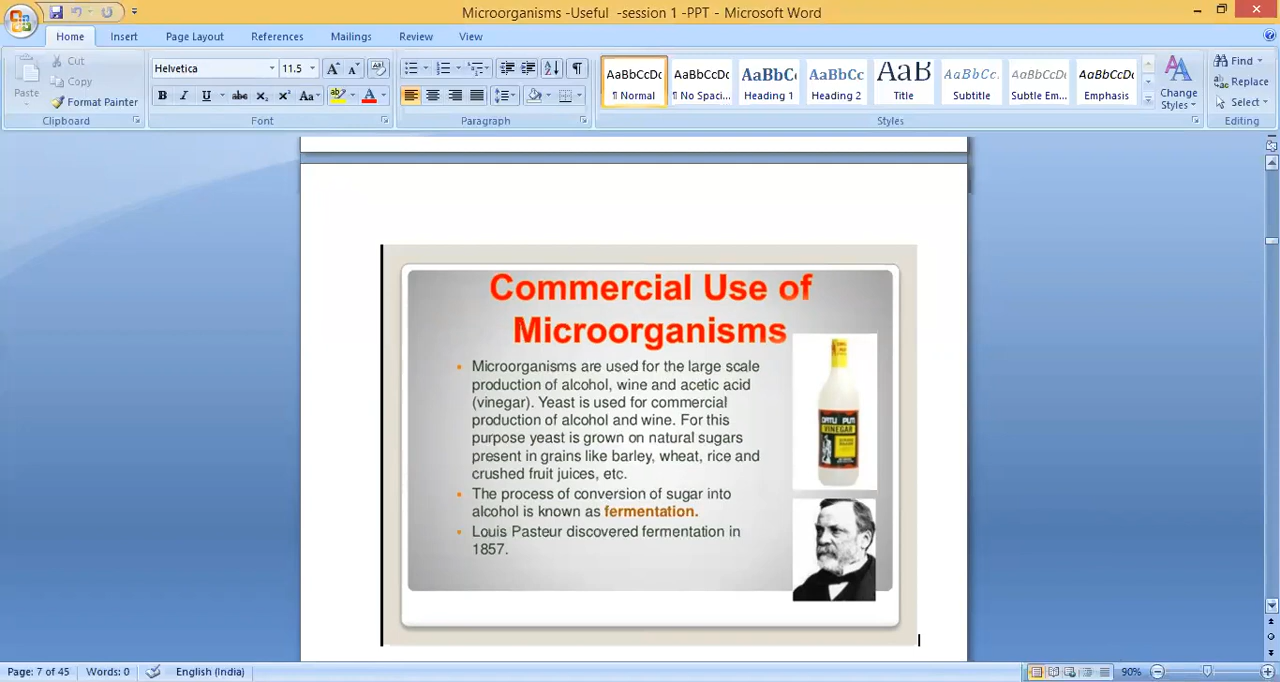 Microorganisms -Useful -session 1 -PPT - Microsoft Word
Home Insert Page Layout References Mailings Review View
Paste
Cut
Copy
Format Painter
Clipboard
Helvetica 11.5
Font
Paragraph
AaBbCcDc AaBbCcDc AaBbC AaBbCc AaB AaBbCc. AaBbCcDc AaBbCcDc
¶ Normal ¶ No Spaci... Heading 1 Heading 2 Title Subtitle Subtle Em... Emphasis
Styles
Change
Styles
Find
Replace
Select
Editing
Commercial Use of
Microorganisms
Microorganisms are used for the large scale
production of alcohol, wine and acetic acid
(vinegar). Yeast is used for commercial
production of alcohol and wine. For this
purpose yeast is grown on natural sugars
present in grains like barley, wheat, rice and
crushed fruit juices, etc.
The process of conversion of sugar into
alcohol is known as fermentation.
Louis Pasteur discovered fermentation in
1857.
VINEGAR
Page: 7 of 45 Words: 0 English (India) 90%